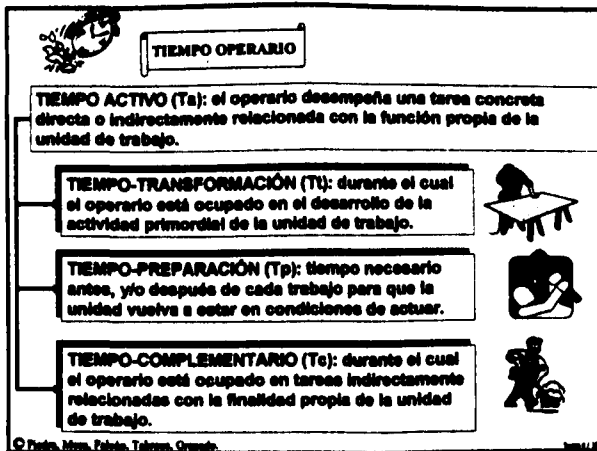 TIEMPO OPERARIO
TIEMPO ACTIVO (Ta): el operario desempeña una tarea concreta
directa o indirectamente relacionada con la función propia de la
unidad de trabajo.
TIEMPO-TRANSFORMACIÓN (Tt): durante el cual
el operario está ocupado en el desarrollo de la
actividad primordial de la unidad de trabajo.
TIEMPO-PREPARACIÓN (Tp): tiempo necesario
antes, y/o después de cada trabajo para que la
unidad vuelva a estar en condiciones de actuar.
TIEMPO-COMPLEMENTARIO (Tc): durante el cual
el operario está ocupado en tareas indirectamente
relacionadas con la finalidad propia de la unidad
de trabajo.
©